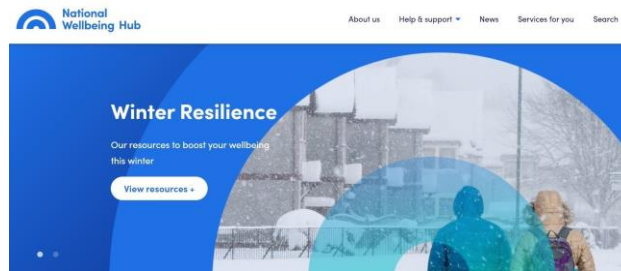 National
Wellbeing Hub
About us Help & support News Services for you Search
Winter Resilience
Our resources to boost your wellbeing
this winter
View resources +